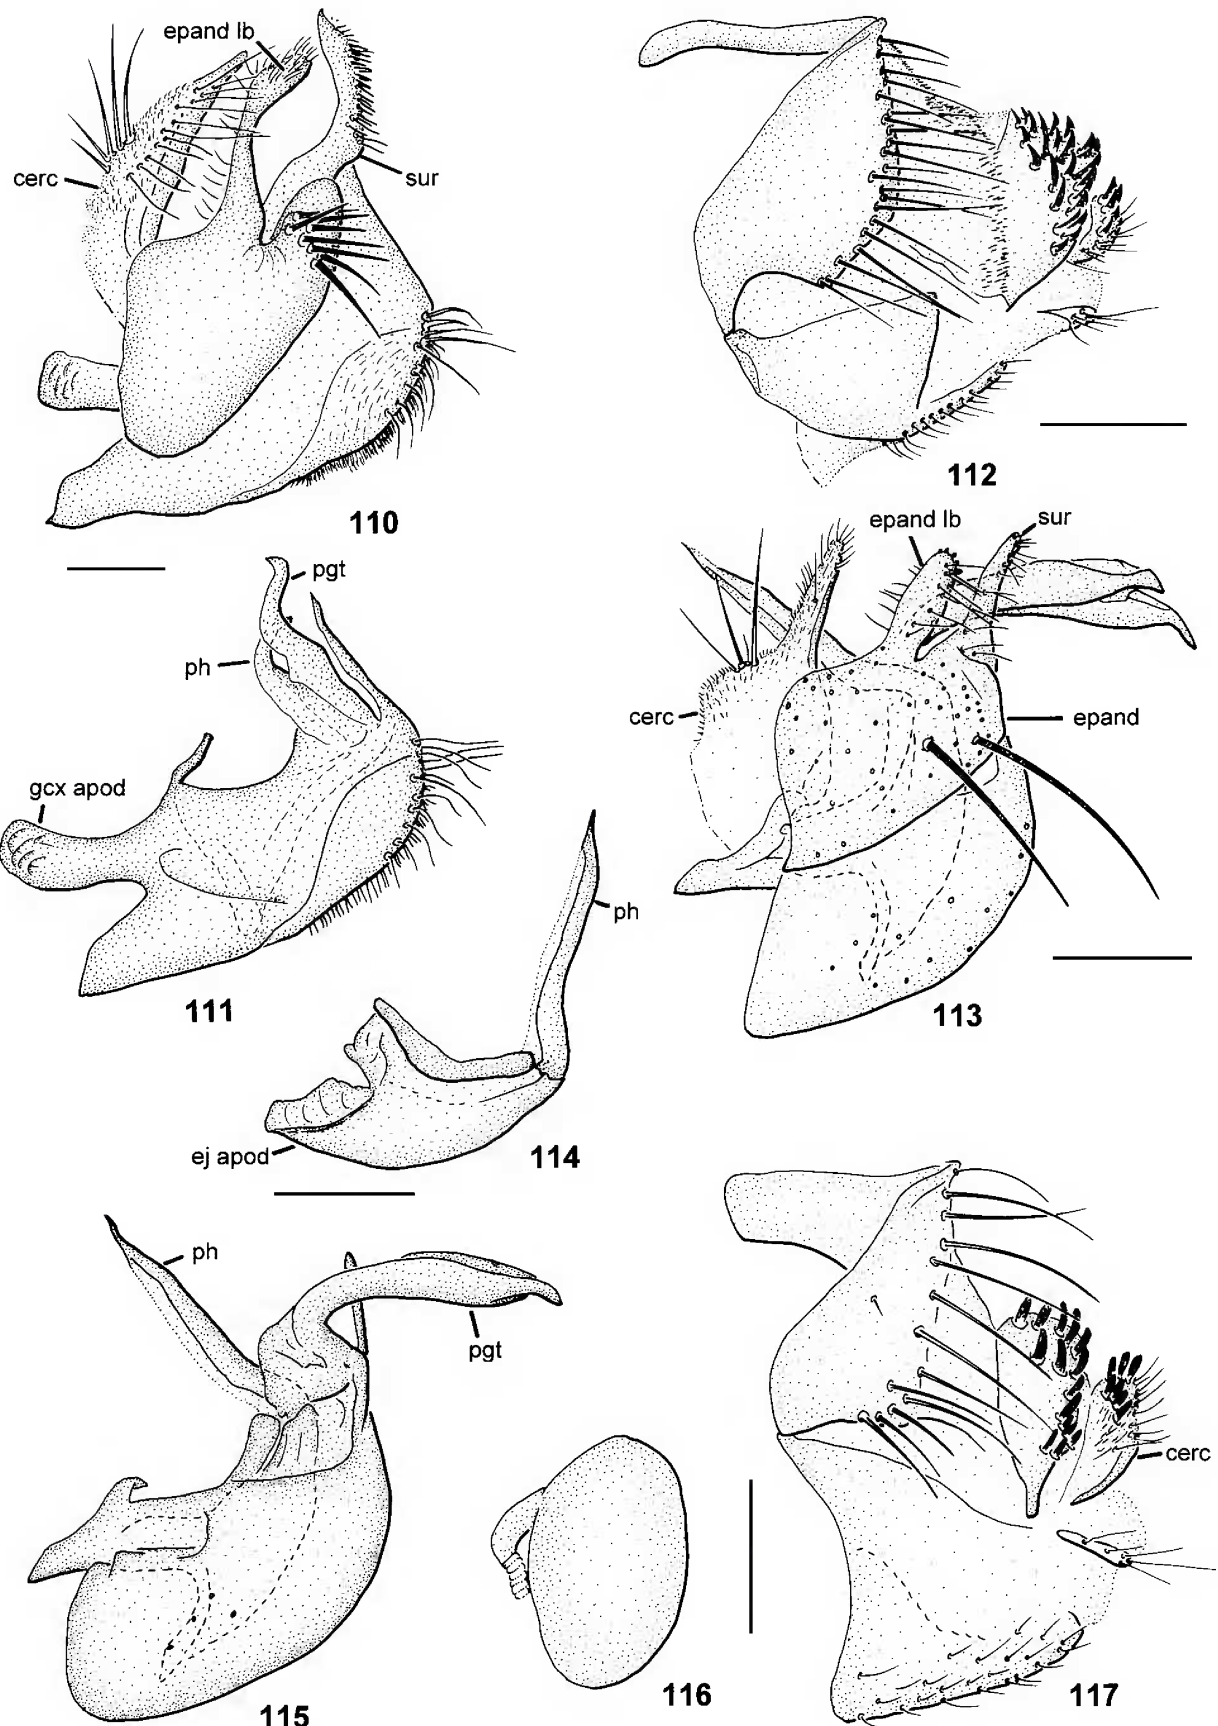 epand lb
cerc
sur
110
112
pgt
ph
gcx apod
111
epand lb
sur
cerc
epand
113
ph
ej apod
114
ph
pgt
115
116
cerc
117